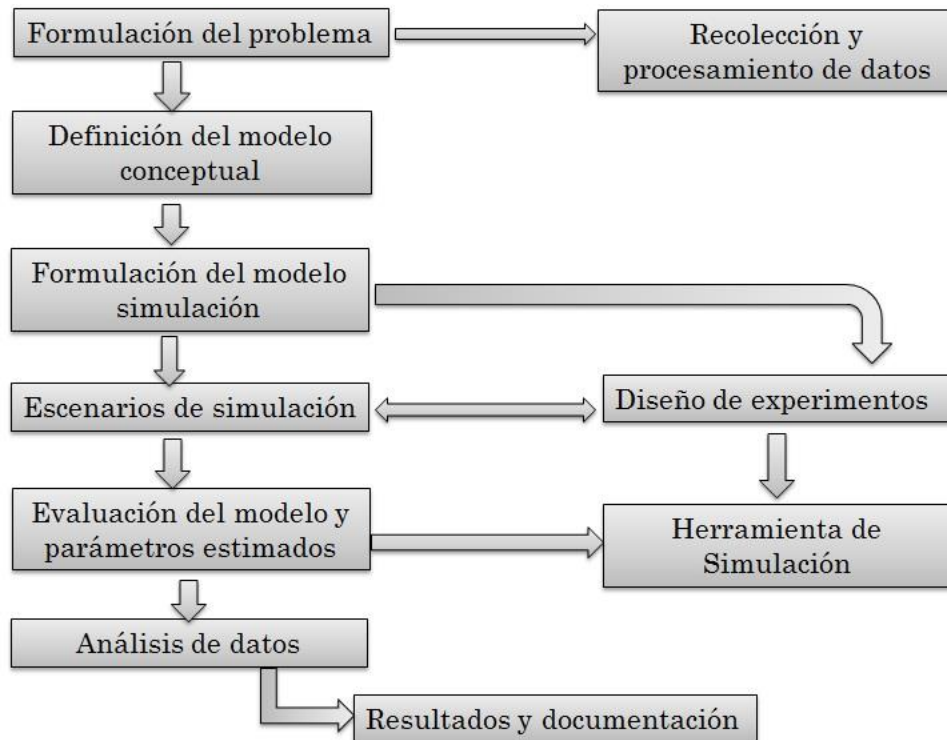 Formulación del problema
Recolección y
procesamiento de datos
Definición del modelo
conceptual
Formulación del modelo
simulación
Escenarios de simulación
Diseño de experimentos
Evaluación del modelo y
parámetros estimados
Herramienta de
Simulación
Análisis de datos
Resultados y documentación